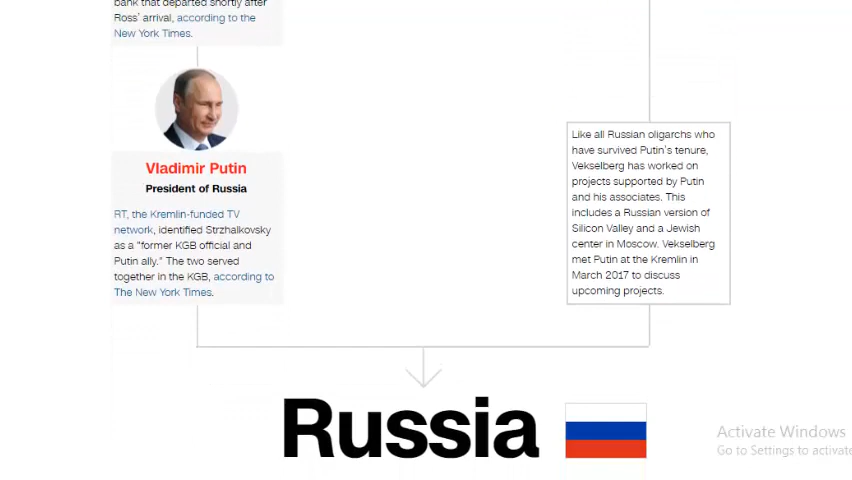 bank that departed shortly after
Ross' arrival, according to the
New York Times.
Vladimir Putin
President of Russia
RT, the Kremlin-funded TV
network, identified Strzhalkovsky
as a "former KGB official and
Putin ally." The two served
together in the KGB, according to
The New York Times.
Like all Russian oligarchs who
have survived Putin's tenure,
Vekselberg has worked on
projects supported by Putin
and his associates. This
includes a Russian version of
Silicon Valley and a Jewish
center in Moscow. Vekselberg
met Putin at the Kremlin in
March 2017 to discuss
upcoming projects.
Russia
Activate Windows
Go to Settings to activate